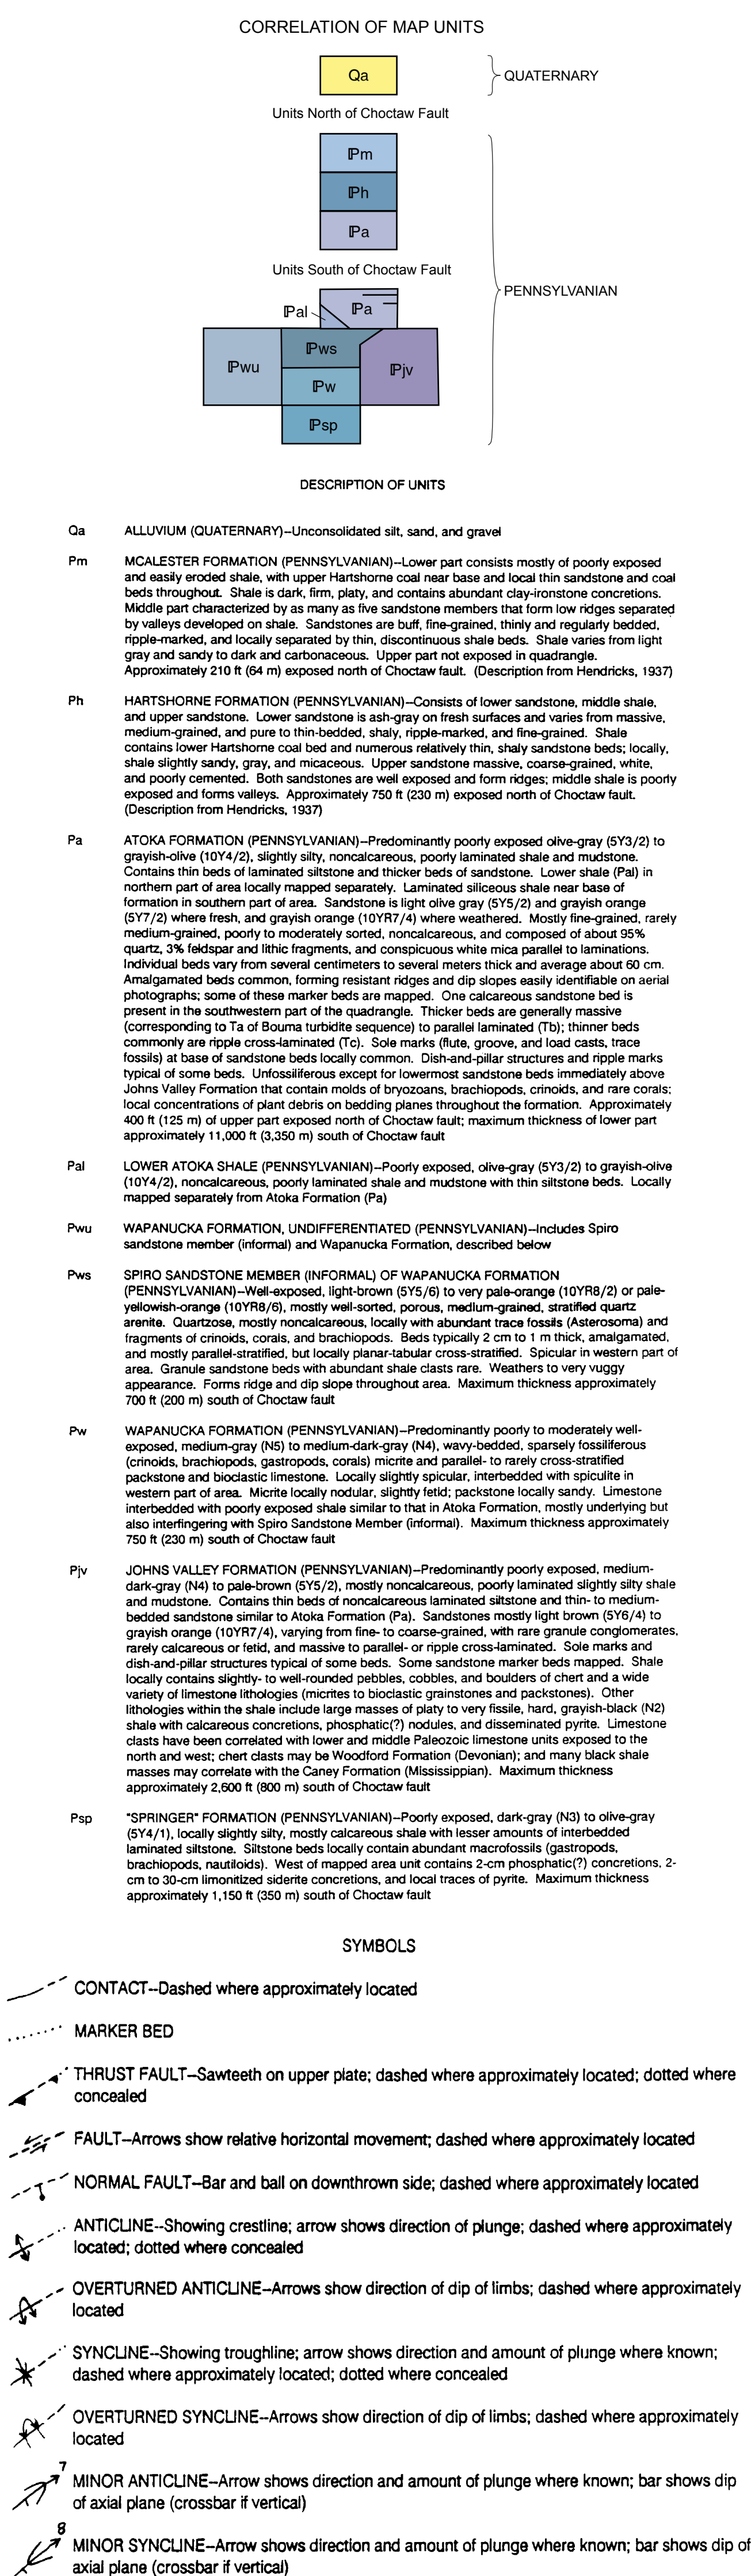 CORRELATION OF MAP UNITS
Qa
QUATERNARY
Units North of Choctaw Fault
ℙm
ℙh
ℙa
Units South of Choctaw Fault
PENNSYLVANIAN
ℙal
ℙa
ℙwu
ℙws
ℙjv
ℙw
ℙsp
DESCRIPTION OF UNITS
Qa ALLUVIUM (QUATERNARY)--Unconsolidated silt, sand, and gravel
Pm MCALESTER FORMATION (PENNSYLVANIAN)--Lower part consists mostly of poorly exposed
and easily eroded shale, with upper Hartshorne coal near base and local thin sandstone and coal
beds throughout. Shale is dark, firm, platy, and contains abundant clay-ironstone concretions.
Middle part characterized by as many as five sandstone members that form low ridges separated
by valleys developed on shale. Sandstones are buff, fine-grained, thinly and regularly bedded,
ripple-marked, and locally separated by thin, discontinuous shale beds. Shale varies from light
gray and sandy to dark and carbonaceous. Upper part not exposed in quadrangle.
Approximately 210 ft (64 m) exposed north of Choctaw fault. (Description from Hendricks, 1937)
Ph HARTSHORNE FORMATION (PENNSYLVANIAN)--Consists of lower sandstone, middle shale,
and upper sandstone. Lower sandstone is ash-gray on fresh surfaces and varies from massive,
medium-grained, and pure to thin-bedded, shaly, ripple-marked, and fine-grained. Shale
contains lower Hartshorne coal bed and numerous relatively thin, shaly sandstone beds; locally,
shale slightly sandy, gray, and micaceous. Upper sandstone massive, coarse-grained, white,
and poorly cemented. Both sandstones are well exposed and form ridges; middle shale is poorly
exposed and forms valleys. Approximately 750 ft (230 m) exposed north of Choctaw fault.
(Description from Hendricks, 1937)
Pa ATOKA FORMATION (PENNSYLVANIAN)--Predominantly poorly exposed olive-gray (5Y3/2) to
grayish-olive (10Y4/2), slightly silty, noncalcareous, poorly laminated shale and mudstone.
Contains thin beds of laminated siltstone and thicker beds of sandstone. Lower shale (Pal) in
northern part of area locally mapped separately. Laminated siliceous shale near base of
formation in southern part of area. Sandstone is light olive gray (5Y5/2) and grayish orange
(5Y7/2) where fresh, and grayish orange (10YR7/4) where weathered. Mostly fine-grained, rarely
medium-grained, poorly to moderately sorted, noncalcareous, and composed of about 95%
quartz, 3% feldspar and lithic fragments, and conspicuous white mica parallel to laminations.
Individual beds vary from several centimeters to several meters thick and average about 60 cm.
Amalgamated beds common, forming resistant ridges and dip slopes easily identifiable on aerial
photographs; some of these marker beds are mapped. One calcareous sandstone bed is
present in the southwestern part of the quadrangle. Thicker beds are generally massive
(corresponding to Ta of Bouma turbidite sequence) to parallel laminated (Tb); thinner beds
commonly are ripple cross-laminated (Tc). Sole marks (flute, groove, and load casts, trace
fossils) at base of sandstone beds locally common. Dish-and-pillar structures and ripple marks
typical of some beds. Unfossiliferous except for lowermost sandstone beds immediately above
Johns Valley Formation that contain molds of bryozoans, brachiopods, crinoids, and rare corals;
local concentrations of plant debris on bedding planes throughout the formation. Approximately
400 ft (125 m) of upper part exposed north of Choctaw fault; maximum thickness of lower part
approximately 11,000 ft (3,350 m) south of Choctaw fault
Pal LOWER ATOKA SHALE (PENNSYLVANIAN)--Poorly exposed, olive-gray (5Y3/2) to grayish-olive
(10Y4/2), noncalcareous, poorly laminated shale and mudstone with thin siltstone beds. Locally
mapped separately from Atoka Formation (Pa)
Pwu WAPANUCKA FORMATION, UNDIFFERENTIATED (PENNSYLVANIAN)--Includes Spiro
sandstone member (informal) and Wapanucka Formation, described below
Pws SPIRO SANDSTONE MEMBER (INFORMAL) OF WAPANUCKA FORMATION
(PENNSYLVANIAN)--Well-exposed, light-brown (5Y5/6) to very pale-orange (10YR8/2) or pale-
yellowish-orange (10YR8/6), mostly well-sorted, porous, medium-grained, stratified quartz
arenite. Quartzose, mostly noncalcareous, locally with abundant trace fossils (Asterosoma) and
fragments of crinoids, corals, and brachiopods. Beds typically 2 cm to 1 m thick, amalgamated,
and mostly parallel-stratified, but locally planar-tabular cross-stratified. Spicular in western part of
area. Granule sandstone beds with abundant shale clasts rare. Weathers to very vuggy
appearance. Forms ridge and dip slope throughout area. Maximum thickness approximately
700 ft (200 m) south of Choctaw fault
Pw WAPANUCKA FORMATION (PENNSYLVANIAN)--Predominantly poorly to moderately well-
exposed, medium-gray (N5) to medium-dark-gray (N4), wavy-bedded, sparsely fossiliferous
(crinoids, brachiopods, gastropods, corals) micrite and parallel- to rarely cross-stratified
packstone and bioclastic limestone. Locally slightly spicular, interbedded with spiculite in
western part of area. Micrite locally nodular, slightly fetid; packstone locally sandy. Limestone
interbedded with poorly exposed shale similar to that in Atoka Formation, mostly underlying but
also interfingering with Spiro Sandstone Member (informal). Maximum thickness approximately
750 ft (230 m) south of Choctaw fault
Pjv JOHNS VALLEY FORMATION (PENNSYLVANIAN)--Predominantly poorly exposed, medium-
dark-gray (N4) to pale-brown (5Y5/2), mostly noncalcareous, poorly laminated slightly silty shale
and mudstone. Contains thin beds of noncalcareous laminated siltstone and thin- to medium-
bedded sandstone similar to Atoka Formation (Pa). Sandstones mostly light brown (5Y6/4) to
grayish orange (10YR7/4), varying from fine- to coarse-grained, with rare granule conglomerates,
rarely calcareous or fetid, and massive to parallel- or ripple cross-laminated. Sole marks and
dish-and-pillar structures typical of some beds. Some sandstone marker beds mapped. Shale
locally contains slightly- to well-rounded pebbles, cobbles, and boulders of chert and a wide
variety of limestone lithologies (micrites to bioclastic grainstones and packstones). Other
lithologies within the shale include large masses of platy to very fissile, hard, grayish-black (N2)
shale with calcareous concretions, phosphatic(?) nodules, and disseminated pyrite. Limestone
clasts have been correlated with lower and middle Paleozoic limestone units exposed to the
north and west; chert clasts may be Woodford Formation (Devonian); and many black shale
masses may correlate with the Caney Formation (Mississippian). Maximum thickness
approximately 2,600 ft (800 m) south of Choctaw fault
Psp "SPRINGER" FORMATION (PENNSYLVANIAN)--Poorly exposed, dark-gray (N3) to olive-gray
(5Y4/1), locally slightly silty, mostly calcareous shale with lesser amounts of interbedded
laminated siltstone. Siltstone beds locally contain abundant macrofossils (gastropods,
brachiopods, nautiloids). West of mapped area unit contains 2-cm phosphatic(?) concretions, 2-
cm to 30-cm limonitized siderite concretions, and local traces of pyrite. Maximum thickness
approximately 1,150 ft (350 m) south of Choctaw fault
SYMBOLS
CONTACT--Dashed where approximately located
MARKER BED
THRUST FAULT--Sawteeth on upper plate; dashed where approximately located; dotted where
concealed
FAULT--Arrows show relative horizontal movement; dashed where approximately located
NORMAL FAULT--Bar and ball on downthrown side; dashed where approximately located
ANTICLINE--Showing crestline; arrow shows direction of plunge; dashed where approximately
located; dotted where concealed
OVERTURNED ANTICLINE--Arrows show direction of dip of limbs; dashed where approximately
located
SYNCLINE--Showing troughline; arrow shows direction and amount of plunge where known;
dashed where approximately located; dotted where concealed
OVERTURNED SYNCLINE--Arrows show direction of dip of limbs; dashed where approximately
located
7
MINOR ANTICLINE--Arrow shows direction and amount of plunge where known; bar shows dip
of axial plane (crossbar if vertical)
8
MINOR SYNCLINE--Arrow shows direction and amount of plunge where known; bar shows dip of
axial plane (crossbar if vertical)